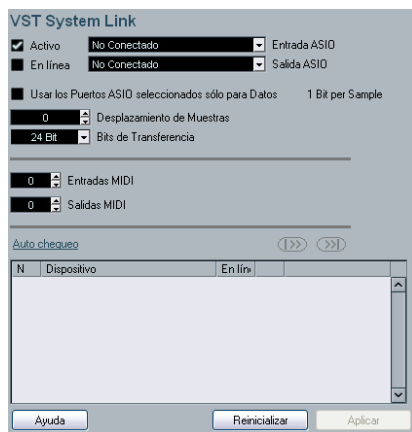 VST System Link
Activo No Conectado Entrada ASIO
En línea No Conectado Salida ASIO
Usar los Puertos ASIO seleccionados sólo para Datos 1 Bit per Sample
0 Desplazamiento de Muestras
24 Bit Bits de Transferencia
0 Entradas MIDI
0 Salidas MIDI
Auto chequeo
N Dispositivo En líne
Ayuda Reinicializar Aplicar